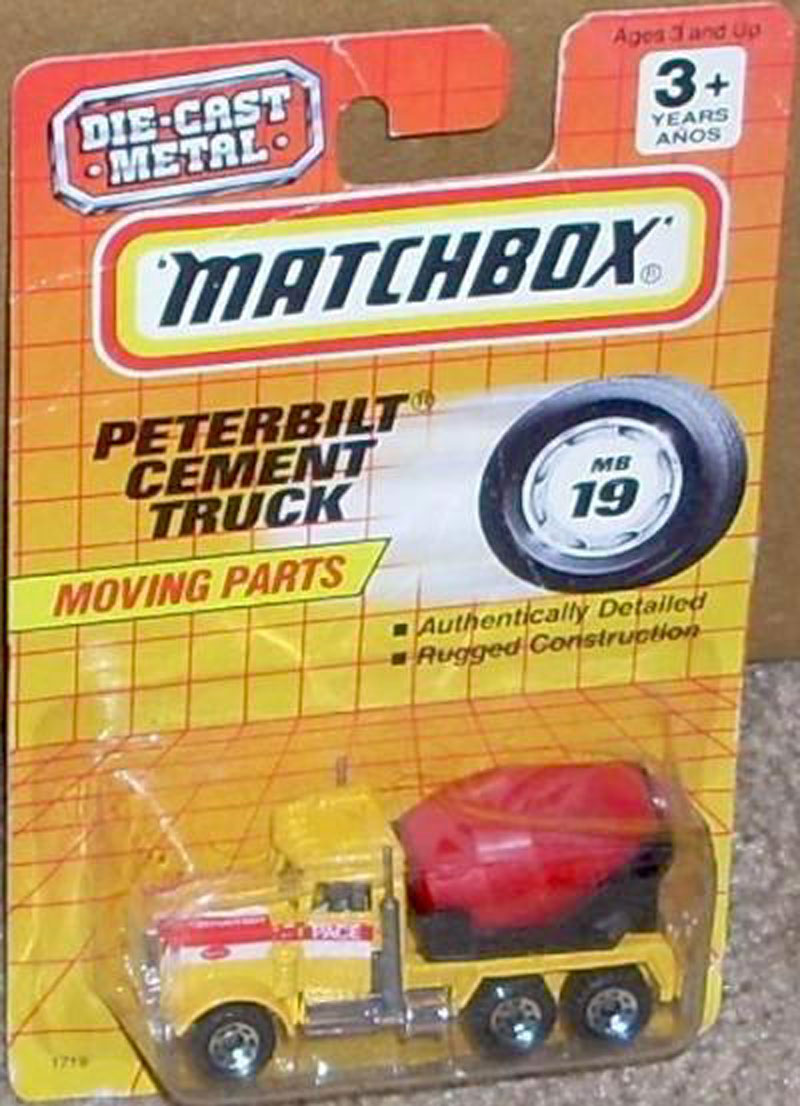 Ages 3 and Up
3+
YEARS
AÑOS
DIE-CAST
• METAL •
'MATCHBOX'®
PETERBILT®
CEMENT
TRUCK
MB
19
MOVING PARTS
▪ Authentically Detailed
▪ Rugged Construction
PACE
1719